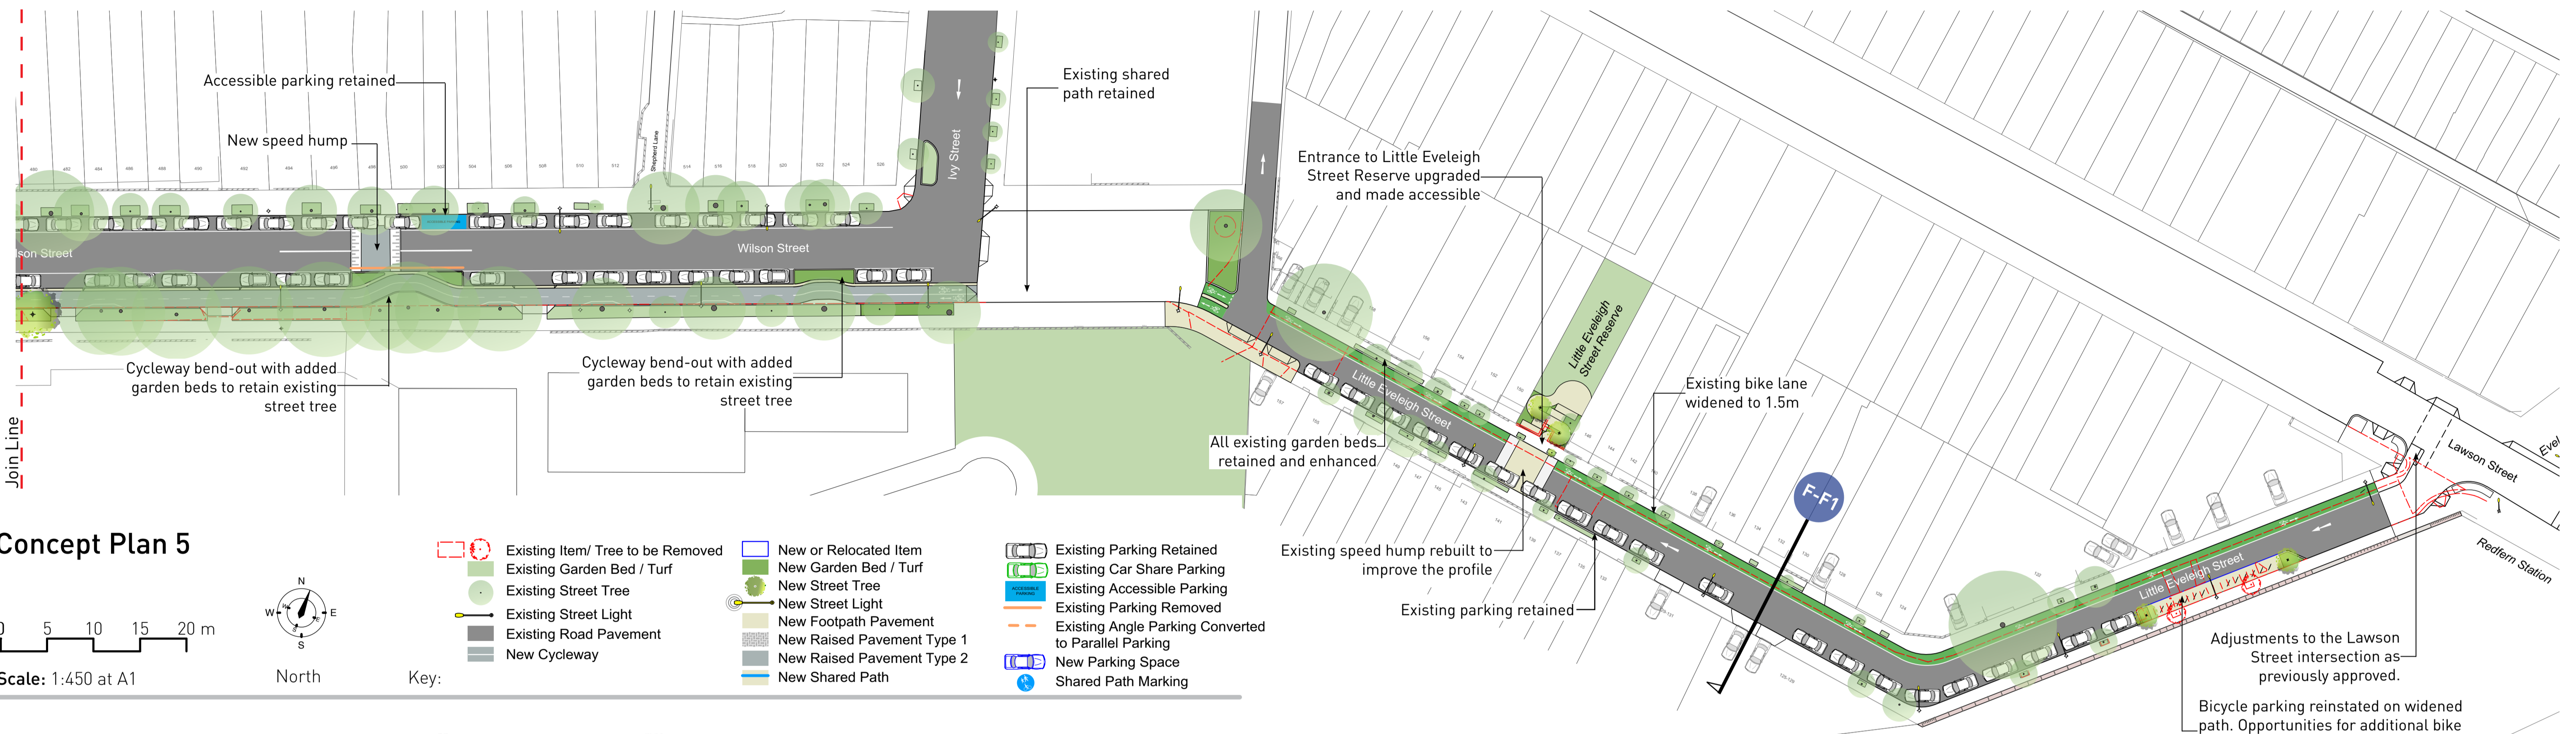 Accessible parking retained
New speed hump
Existing shared
path retained
Entrance to Little Eveleigh
Street Reserve upgraded
and made accessible
Ivy Street
Shepherd Lane
lson Street
Wilson Street
Little Eveleigh
Street Reserve
Existing bike lane
widened to 1.5m
Cycleway bend-out with added
garden beds to retain existing
street tree
Cycleway bend-out with added
garden beds to retain existing
street tree
Little Eveleigh Street
All existing garden beds
retained and enhanced
Join Line
Lawson Street
Evel
F-F1
Redfern Station
Existing speed hump rebuilt to
improve the profile
Existing parking retained
Little Eveleigh Street
Adjustments to the Lawson
Street intersection as
previously approved.
Bicycle parking reinstated on widened
path. Opportunities for additional bike
Concept Plan 5
0 5 10 15 20 m
Scale: 1:450 at A1
N
W E
S
North
Key:
Existing Item/ Tree to be Removed
Existing Garden Bed / Turf
Existing Street Tree
Existing Street Light
Existing Road Pavement
New Cycleway
New or Relocated Item
New Garden Bed / Turf
New Street Tree
New Street Light
New Footpath Pavement
New Raised Pavement Type 1
New Raised Pavement Type 2
New Shared Path
Existing Parking Retained
Existing Car Share Parking
ACCESSIBLE
PARKING
Existing Accessible Parking
Existing Parking Removed
Existing Angle Parking Converted
to Parallel Parking
New Parking Space
Shared Path Marking